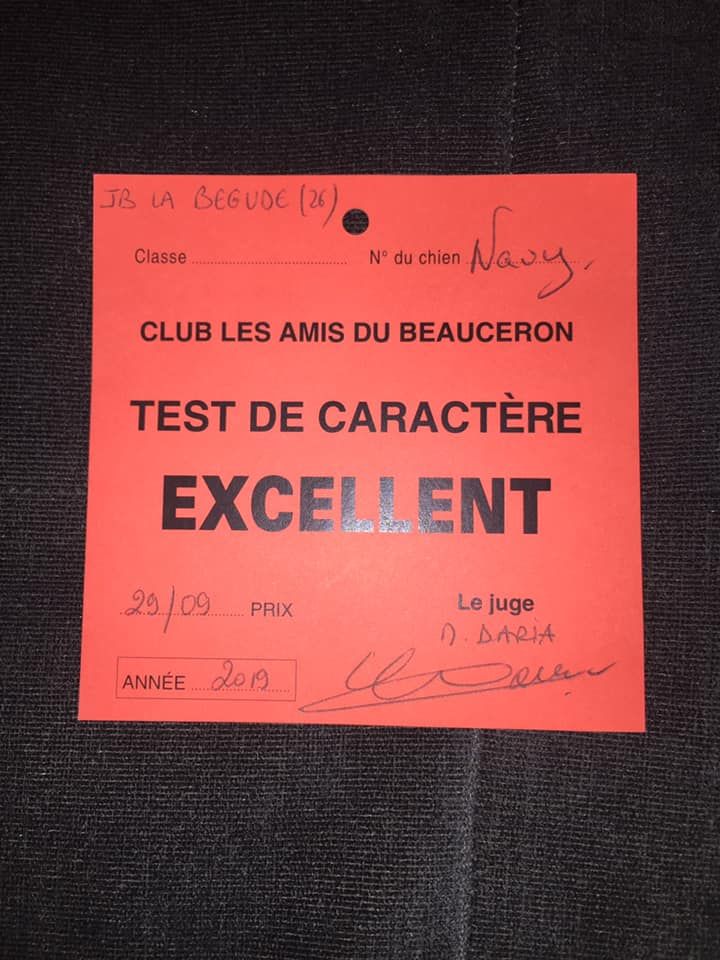 JB LA BEGUDE (26)
Classe ........................ N° du chien Navy.
CLUB LES AMIS DU BEAUCERON
TEST DE CARACTÈRE
EXCELLENT
29/09 PRIX
Le juge
D. DARIA
ANNÉE 2019